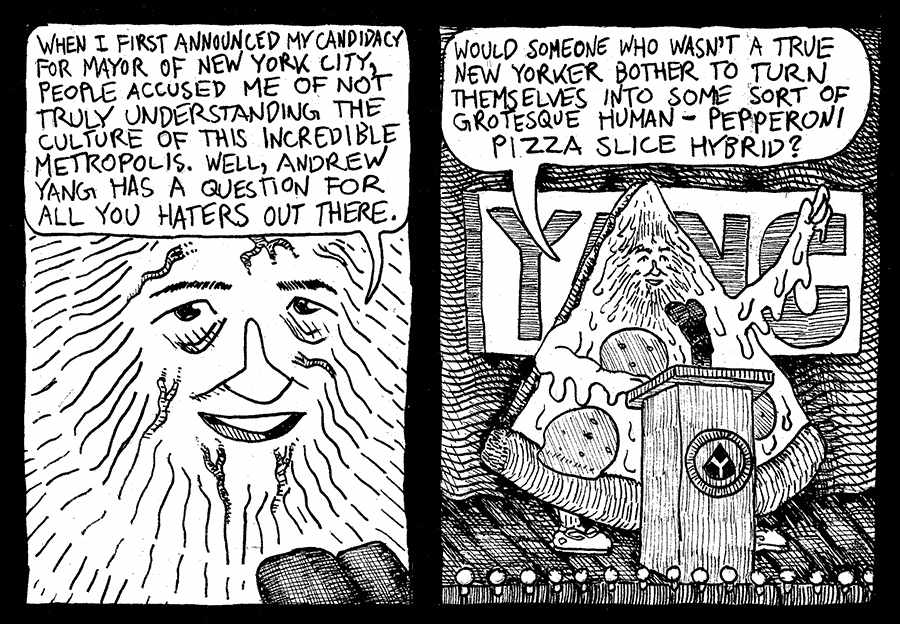 WHEN I FIRST ANNOUNCED MY CANDIDACY
FOR MAYOR OF NEW YORK CITY,
PEOPLE ACCUSED ME OF NOT
TRULY UNDERSTANDING THE
CULTURE OF THIS INCREDIBLE
METROPOLIS. WELL, ANDREW
YANG HAS A QUESTION FOR
ALL YOU HATERS OUT THERE.
WOULD SOMEONE WHO WASN'T A TRUE
NEW YORKER BOTHER TO TURN
THEMSELVES INTO SOME SORT OF
GROTESQUE HUMAN - PEPPERONI
PIZZA SLICE HYBRID?
YANG
Y